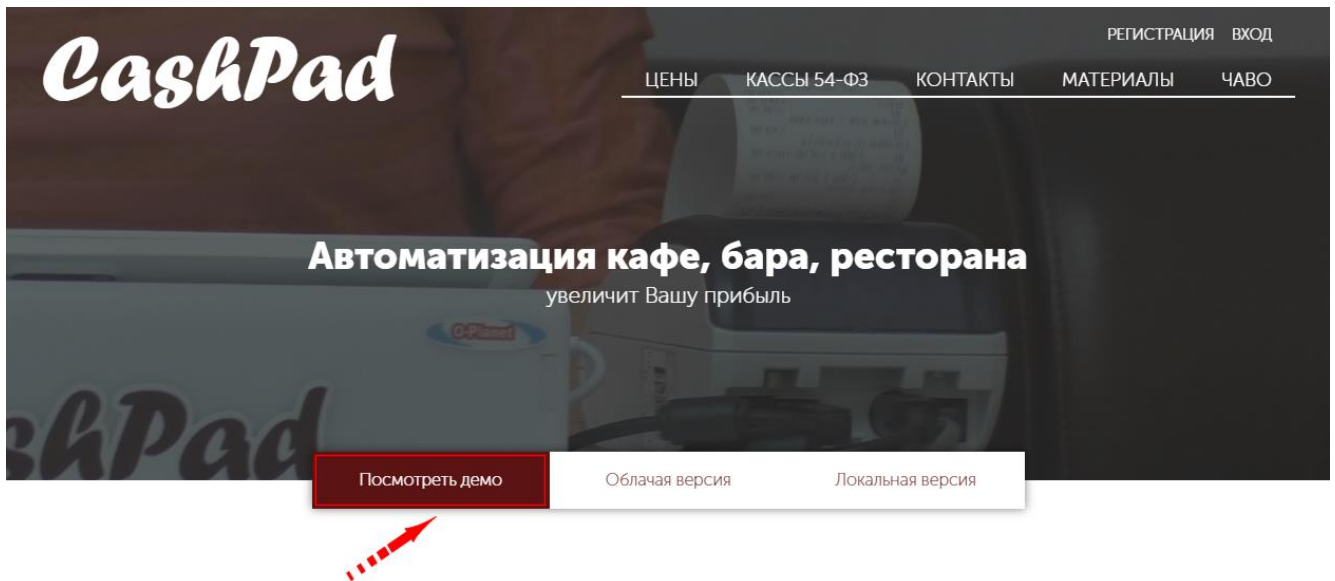 CashPad
РЕГИСТРАЦИЯ ВХОД
ЦЕНЫ КАССЫ 54-ФЗ КОНТАКТЫ МАТЕРИАЛЫ ЧАВО
Автоматизация кафе, бара, ресторана
увеличит Вашу прибыль
G-Planet
shPad
Посмотреть демо Облачая версия Локальная версия